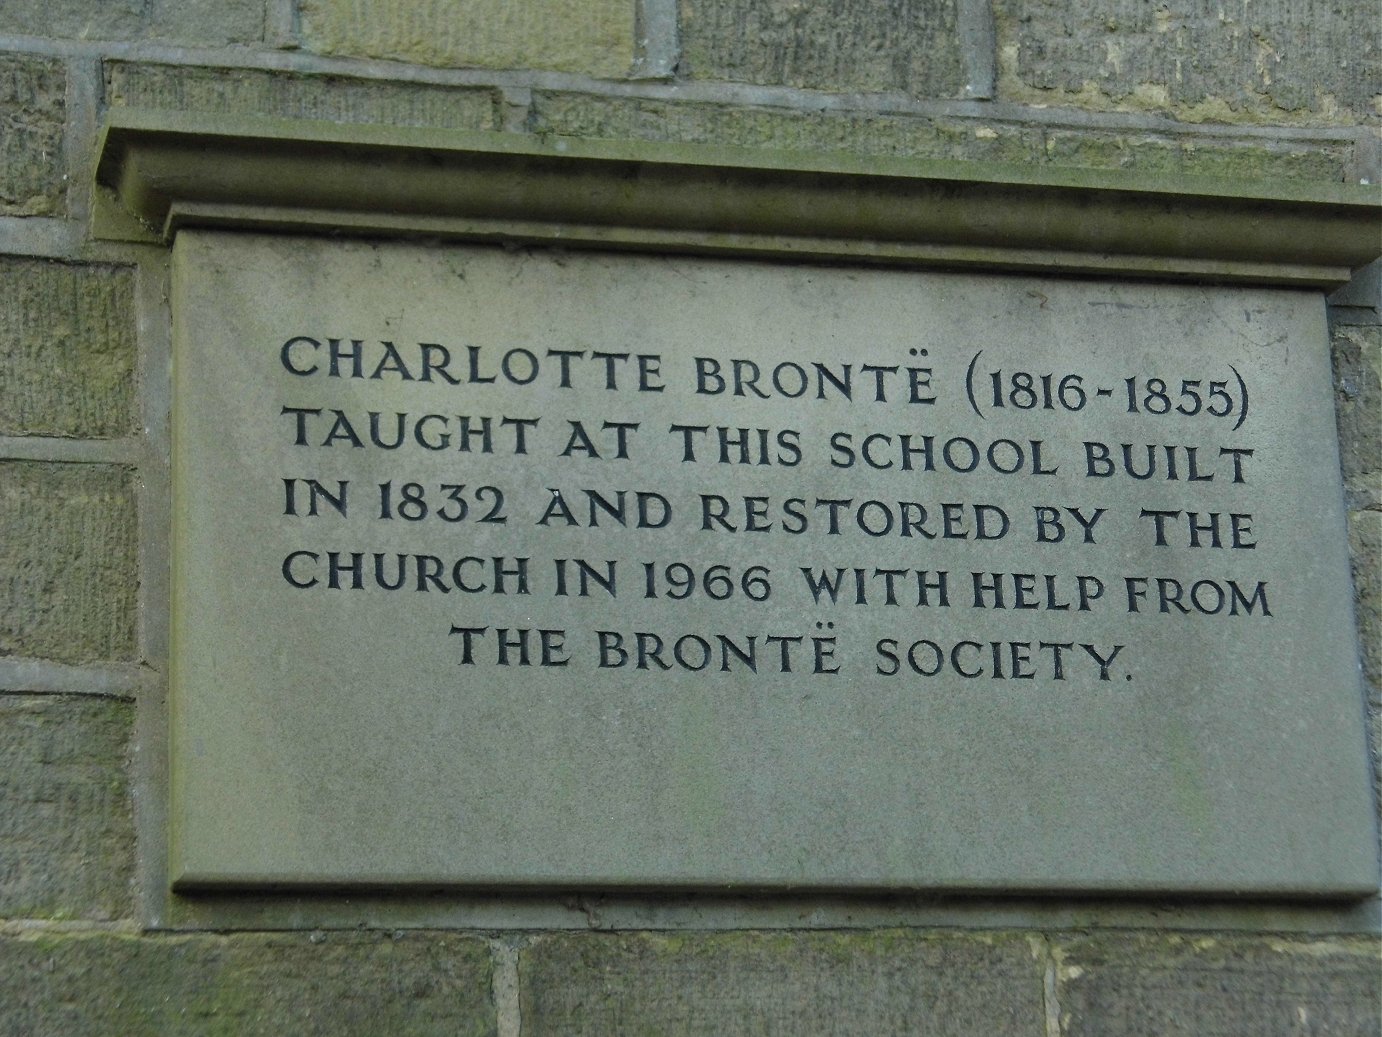 CHARLOTTE BRONTË (1816-1855)
TAUGHT AT THIS SCHOOL BUILT
IN 1832 AND RESTORED BY THE
CHURCH IN 1966 WITH HELP FROM
THE BRONTË SOCIETY.